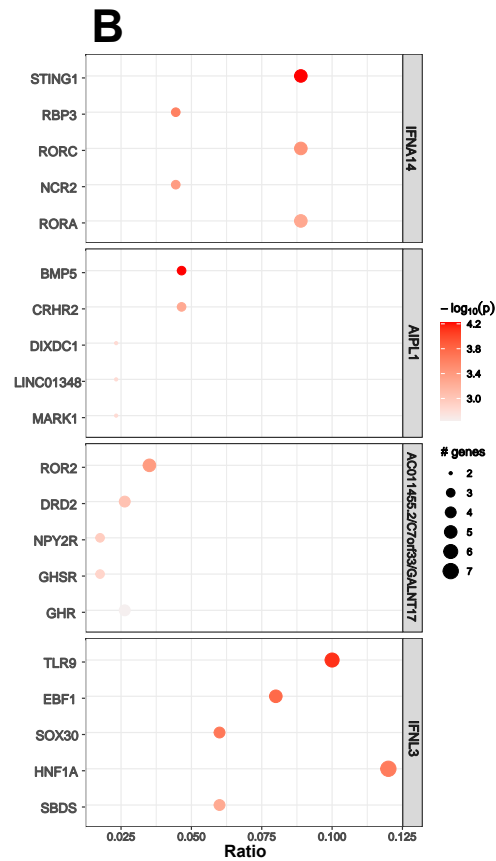 B
STING1
RBP3
RORC
NCR2
RORA
IFNA14
BMP5
CRHR2
DIXDC1
LINC01348
MARK1
AIPL1
ROR2
DRD2
NPY2R
GHSR
GHR
AC011455.2/C7orf33/GALNT17
TLR9
EBF1
SOX30
HNF1A
SBDS
IFNL3
0.025 0.050 0.075 0.100 0.125
Ratio
−log₁₀(p)
4.2
3.8
3.4
3.0
# genes
2
3
4
5
6
7